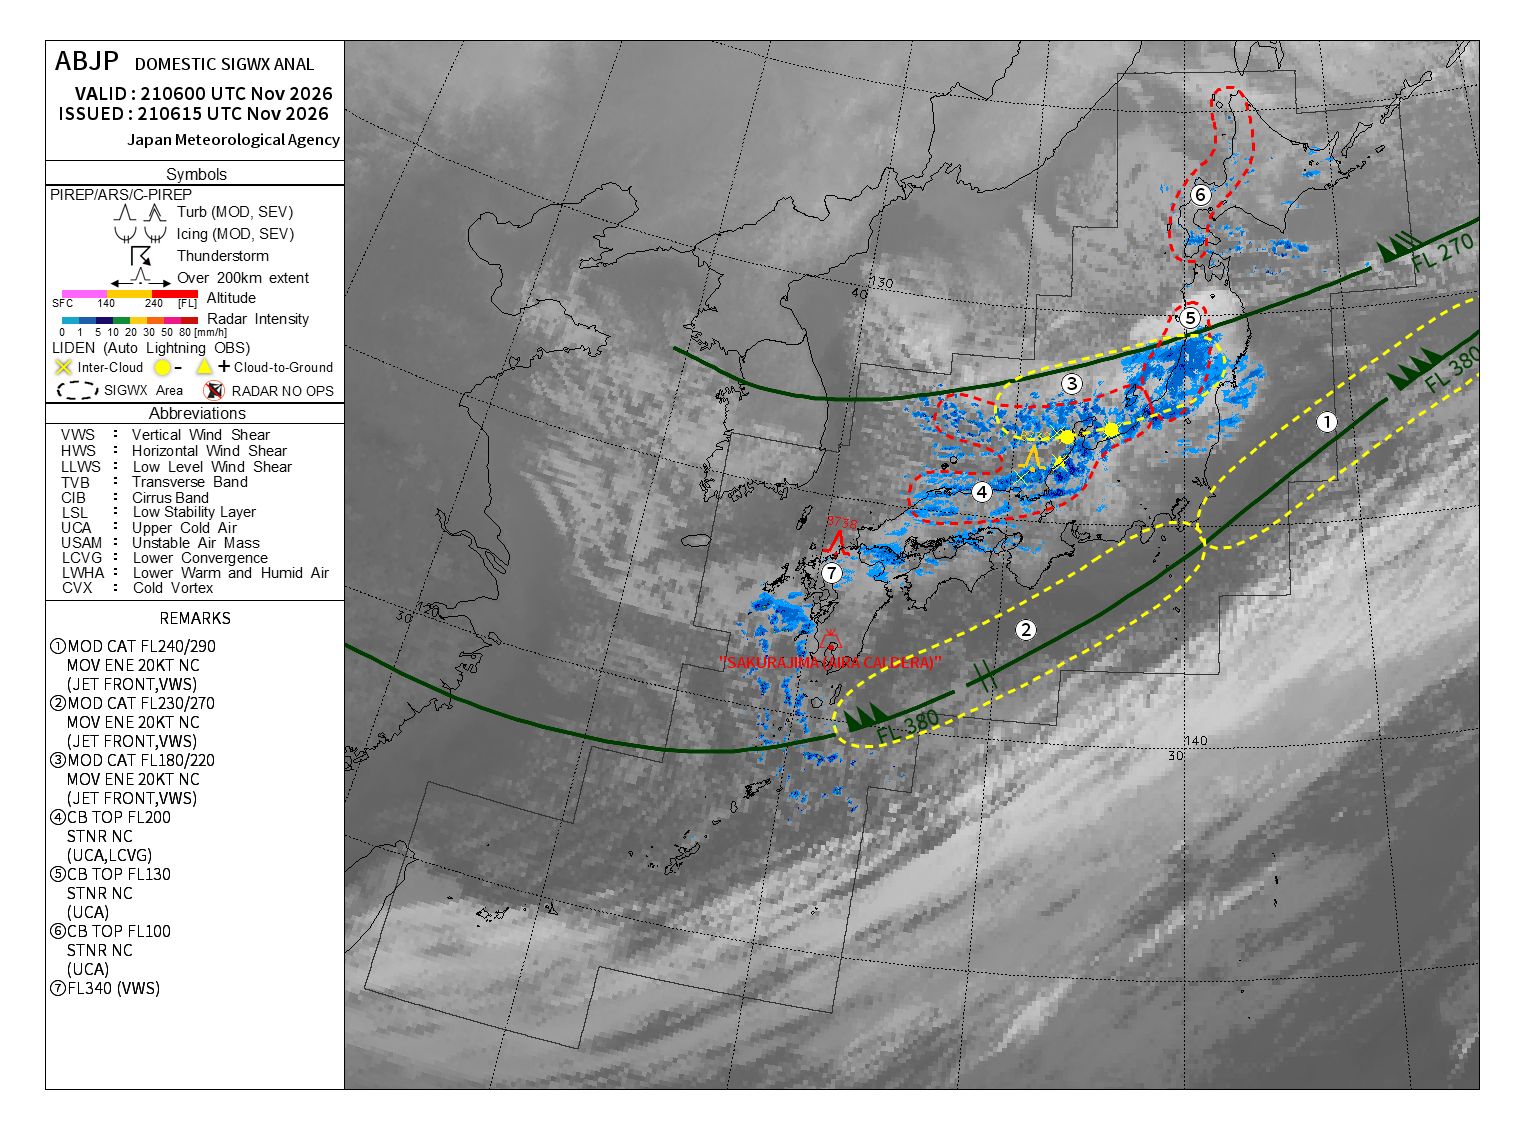 ABJP DOMESTIC SIGWX ANAL
VALID : 210600 UTC Nov 2026
ISSUED : 210615 UTC Nov 2026
Japan Meteorological Agency
Symbols
PIREP/ARS/C-PIREP
Turb (MOD, SEV)
Icing (MOD, SEV)
Thunderstorm
Over 200km extent
SFC 140 240 [FL] Altitude
Radar Intensity
0 1 5 10 20 30 50 80 [mm/h]
LIDEN (Auto Lightning OBS)
Inter-Cloud - + Cloud-to-Ground
SIGWX Area RADAR NO OPS
Abbreviations
VWS : Vertical Wind Shear
HWS : Horizontal Wind Shear
LLWS : Low Level Wind Shear
TVB : Transverse Band
CIB : Cirrus Band
LSL : Low Stability Layer
UCA : Upper Cold Air
USAM : Unstable Air Mass
LCVG : Lower Convergence
LWHA : Lower Warm and Humid Air
CVX : Cold Vortex
REMARKS
①MOD CAT FL240/290
MOV ENE 20KT NC
(JET FRONT,VWS)
②MOD CAT FL230/270
MOV ENE 20KT NC
(JET FRONT,VWS)
③MOD CAT FL180/220
MOV ENE 20KT NC
(JET FRONT,VWS)
④CB TOP FL200
STNR NC
(UCA,LCVG)
⑤CB TOP FL130
STNR NC
(UCA)
⑥CB TOP FL100
STNR NC
(UCA)
⑦FL340 (VWS)
6
FL 270
130
40
5
3
FL 380
1
4
B738
7
30
2
"SAKURAJIMA (AIRA CALDERA)"
FL 380
140
30